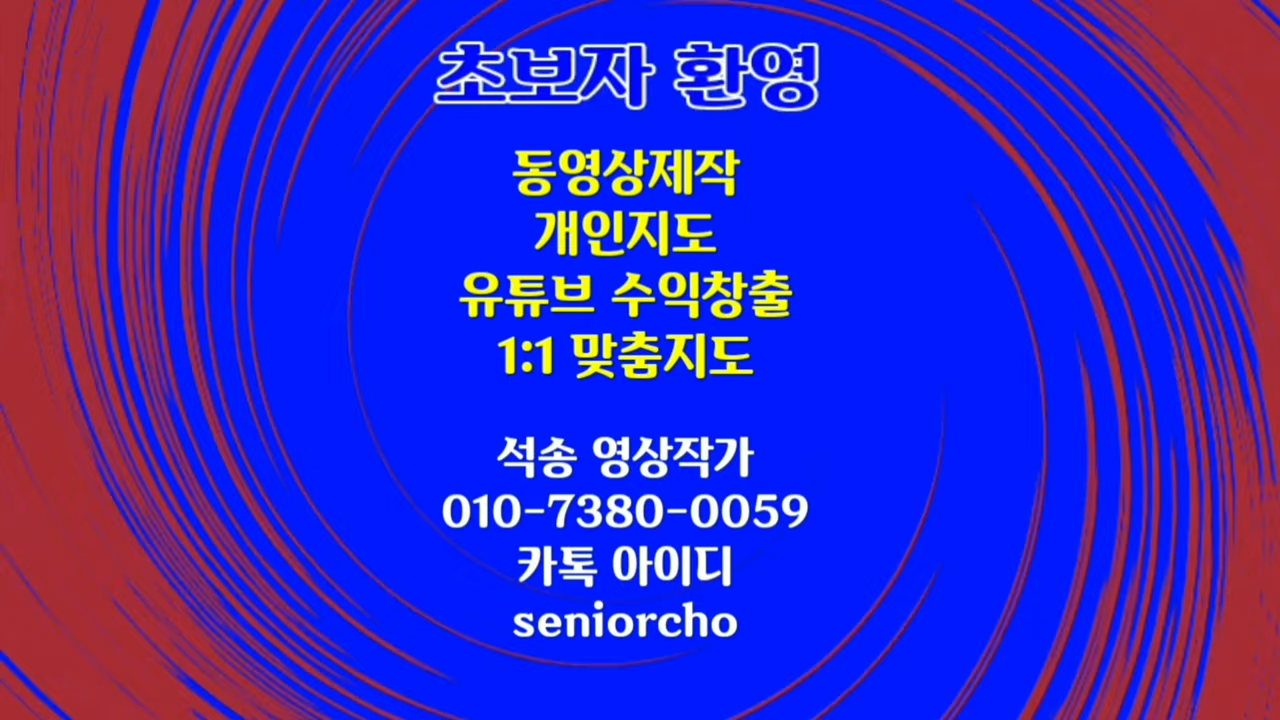 초보자 환영
동영상제작
개인지도
유튜브 수익창출
1:1 맞춤지도
석송 영상작가
010-7380-0059
카톡 아이디
seniorcho